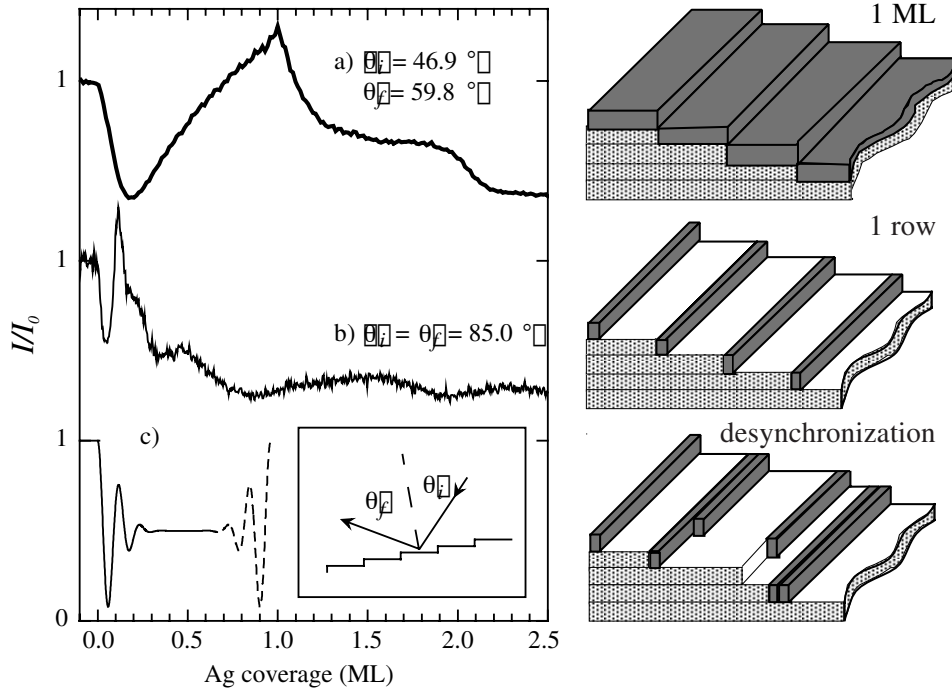 a) θi = 46.9 °
θf = 59.8 °
1
1
b) θi = θf = 85.0 °
I/I0
1
c)
θf
θi
0
0.0 0.5 1.0 1.5 2.0 2.5
Ag coverage (ML)
1 ML
1 row
desynchronization